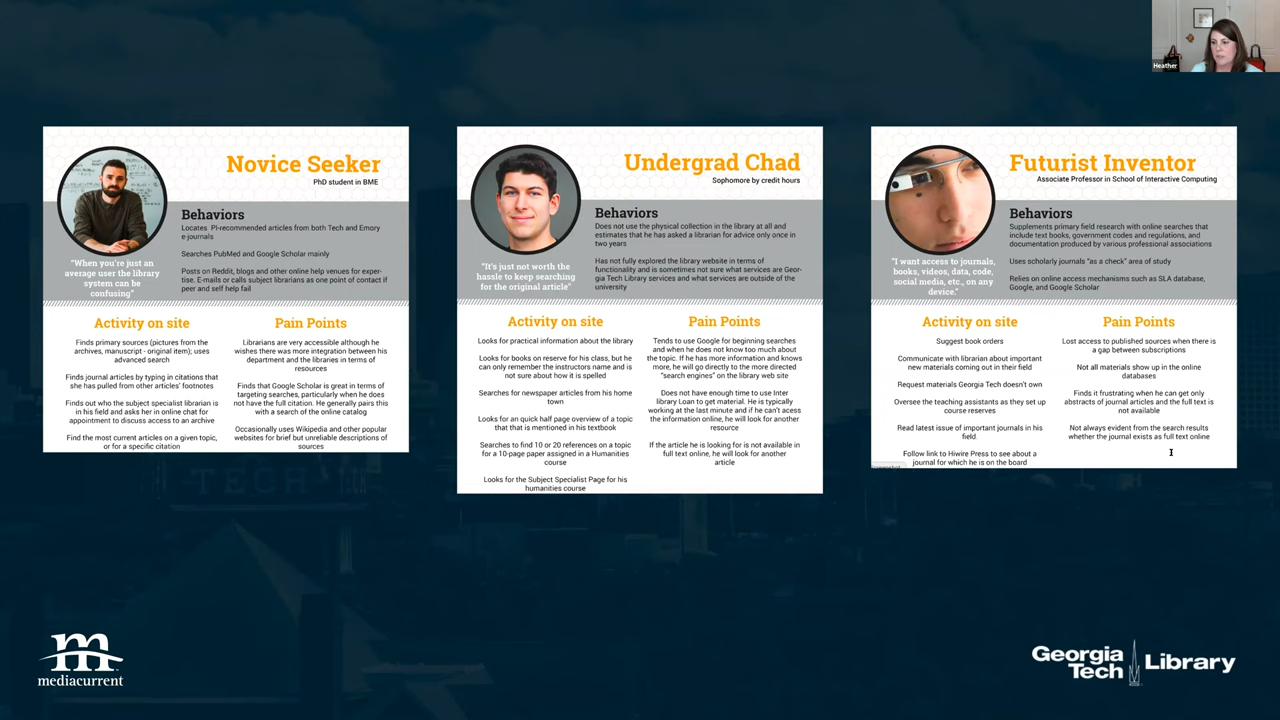 Heather
Novice Seeker
PhD student in BME
Behaviors
Locates PI-recommended articles from both Tech and Emory
e-journals
Searches PubMed and Google Scholar mainly
Posts on Reddit, blogs and other online help venues for exper-
tise. E-mails or calls subject librarians as one point of contact if
peer and self help fail
"When you're just an
average user the library
system can be
confusing"
Activity on site
Finds primary sources (pictures from the
archives, manuscript - original item); uses
advanced search
Finds journal articles by typing in citations that
she has pulled from other articles' footnotes
Finds out who the subject specialist librarian is
in his field and asks her in online chat for
appointment to discuss access to an archive
Find the most current articles on a given topic,
or for a specific citation
Pain Points
Librarians are very accessible although he
wishes there was more integration between his
department and the libraries in terms of
resources
Finds that Google Scholar is great in terms of
targeting searches, particularly when he does
not have the full citation. He generally pairs this
with a search of the online catalog
Occasionally uses Wikipedia and other popular
websites for brief but unreliable descriptions of
sources
Undergrad Chad
Sophomore by credit hours
Behaviors
Does not use the physical collection in the library at all and
estimates that he has asked a librarian for advice only once in
two years
Has not fully explored the library website in terms of
functionality and is sometimes not sure what services are Geor-
gia Tech Library services and what services are outside of the
university
"It's just not worth the
hassle to keep searching
for the original article"
Activity on site
Looks for practical information about the library
Looks for books on reserve for his class, but he
can only remember the instructors name and is
not sure about how it is spelled
Searches for newspaper articles from his home
town
Looks for an quick half page overview of a topic
that that is mentioned in his textbook
Searches to find 10 or 20 references on a topic
for a 10-page paper assigned in a Humanities
course
Looks for the Subject Specialist Page for his
humanities course
Pain Points
Tends to use Google for beginning searches
and when he does not know too much about
the topic. If he has more information and knows
more, he will go directly to the more directed
"search engines" on the library web site
Does not have enough time to use Inter
library Loan to get material. He is typically
working at the last minute and if he can't acess
the information online, he will look for another
resource
If the article he is looking for is not available in
full text online, he will look for another
article
Futurist Inventor
Associate Professor in School of Interactive Computing
Behaviors
Supplements primary field research with online searches that
include text books, government codes and regulations, and
documentation produced by various professional associations
Uses scholarly journals "as a check" area of study
Relies on online access mechanisms such as SLA database,
Google, and Google Scholar
"I want access to journals,
books, videos, data, code,
social media, etc., on any
device."
Activity on site
Suggest book orders
Communicate with librarian about important
new materials coming out in their field
Request materials Georgia Tech doesn't own
Oversee the teaching assistants as they set up
course reserves
Read latest issue of important journals in his
field.
Follow link to Hiwire Press to see about a
journal for which he is on the board
Pain Points
Lost access to published sources when there is
a gap between subscriptions
Not all materials show up in the online
databases
Finds it frustrating when he can get only
abstracts of journal articles and the full text is
not available
Not always evident from the search results
whether the journal exists as full text online
TECH
m
mediacurrent
Georgia
Tech
Library